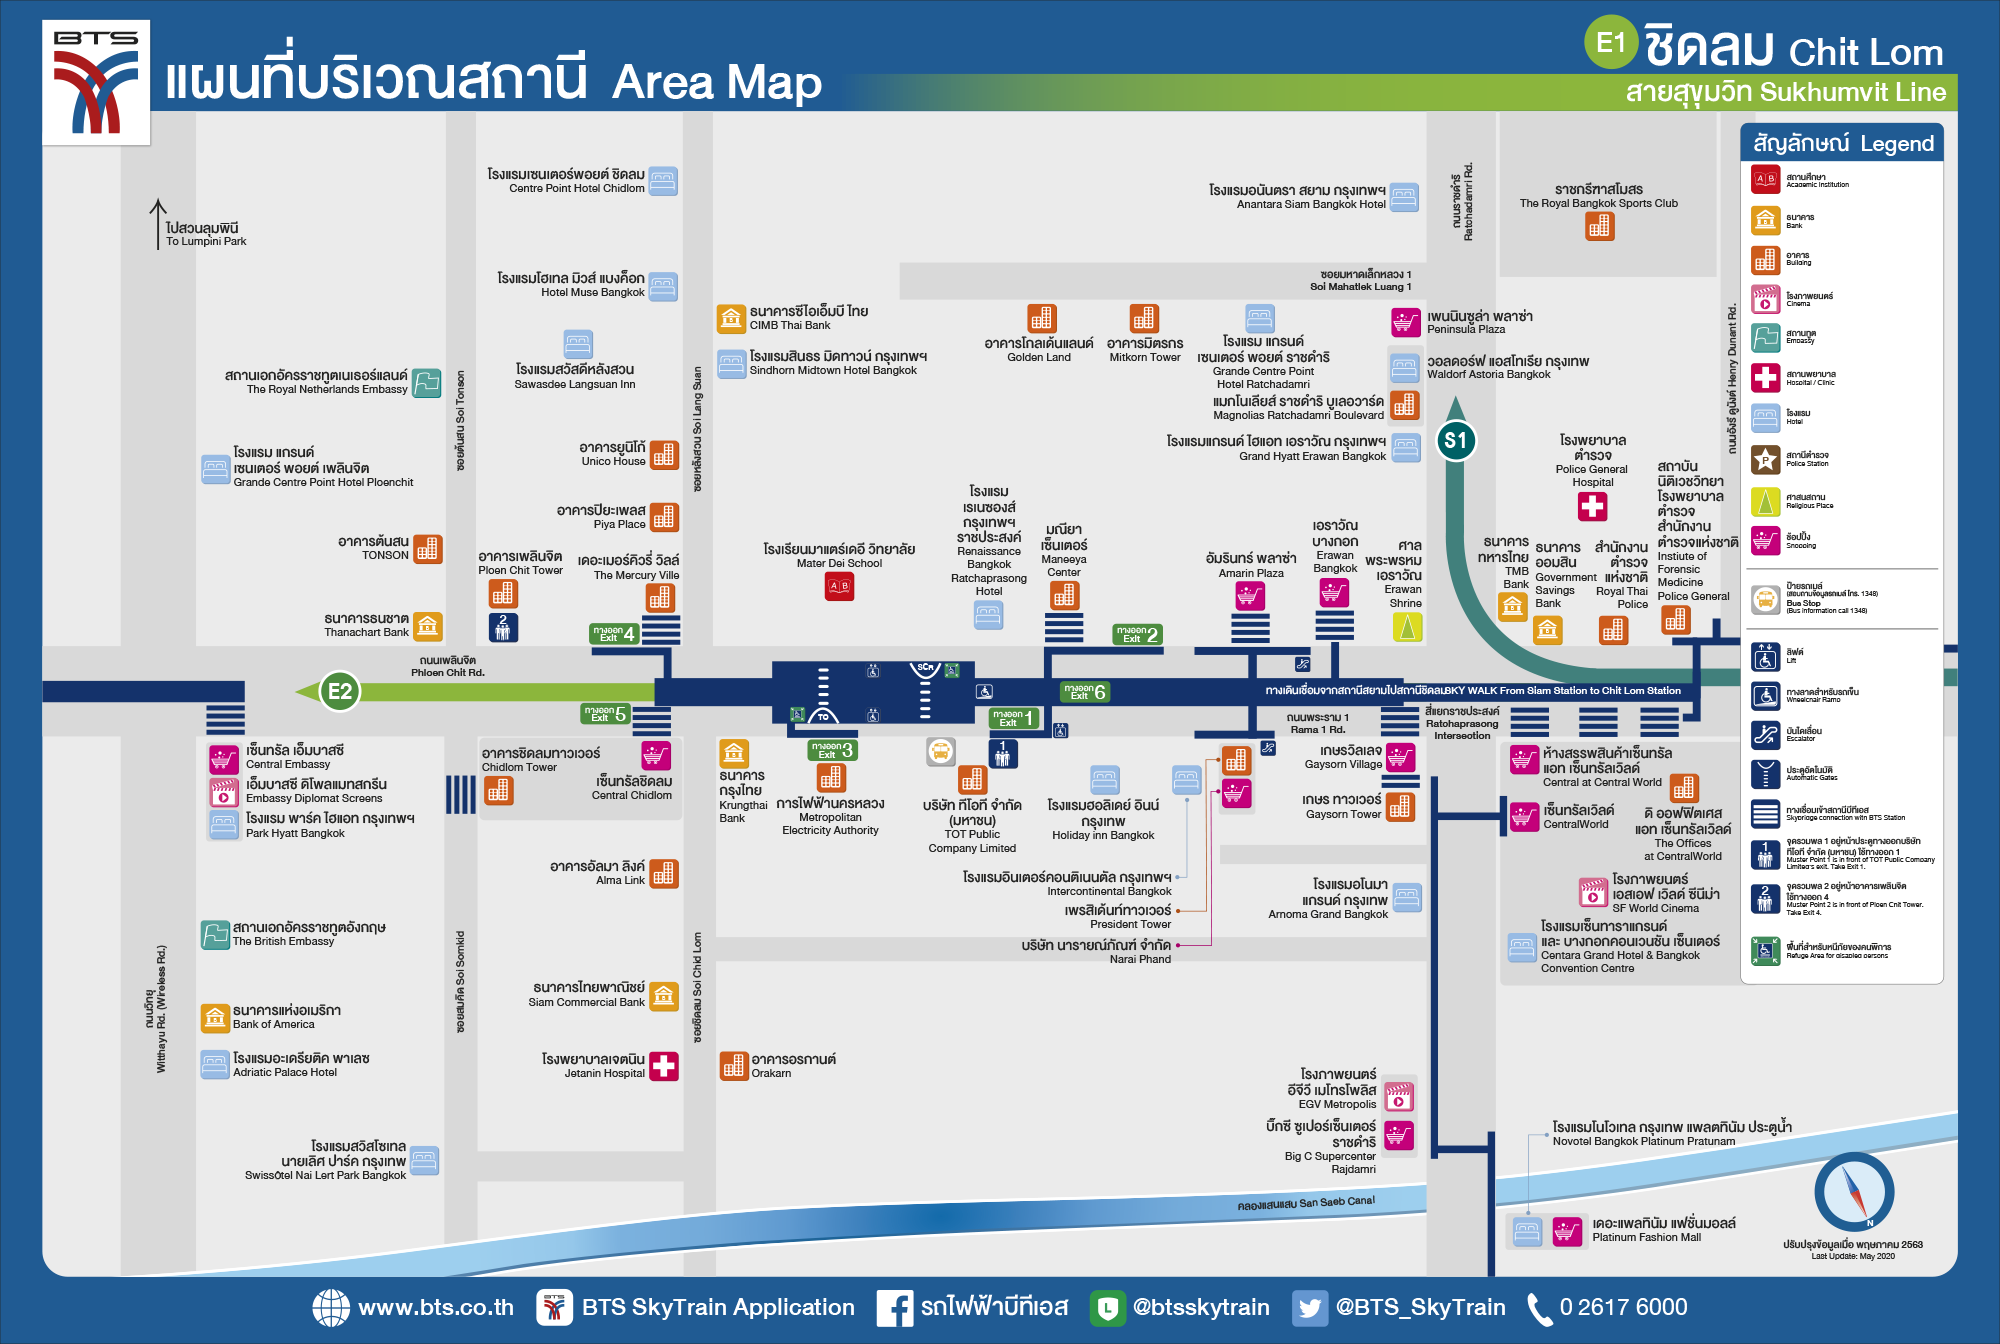 BTS
แผนที่บริเวณสถานี Area Map
E1 ชิดลม Chit Lom
สายสุขุมวิท Sukhumvit Line
ไปสวนลุมพินี
To Lumpini Park
โรงแรมเซนเตอร์พอยต์ ชิดลม
Centre Point Hotel Chidlom
โรงแรมโฮเทล มิวส์ แบงค็อก
Hotel Muse Bangkok
โรงแรมสวัสดีหลังสวน
Sawasdee Langsuan Inn
สถานเอกอัครราชทูตเนเธอร์แลนด์
The Royal Netherlands Embassy
โรงแรม แกรนด์
เซนเตอร์ พอยต์ เพลินจิต
Grande Centre Point Hotel Ploenchit
ซอยต้นสน Soi Tonson
อาคารยูนิโก้
Unico House
อาคารปิยะเพลส
Piya Place
อาคารต้นสน
TONSON
อาคารเพลินจิต
Ploen Chit Tower
2
เดอะเมอร์คิวรี่ วิลล์
The Mercury Ville
ธนาคารธนชาต
Thanachart Bank
ทางออก
Exit 4
ซอยหลังสวน Soi Lang Suan
ธนาคารซีไอเอ็มบี ไทย
CIMB Thai Bank
โรงแรมสินธร มิดทาวน์ กรุงเทพฯ
Sindhorn Midtown Hotel Bangkok
โรงเรียนมาแตร์เดอี วิทยาลัย
Mater Dei School
โรงแรม
เรเนซองส์
กรุงเทพฯ
ราชประสงค์
Renaissance
Bangkok
Ratchaprasong
Hotel
มณียา
เซ็นเตอร์
Maneeya
Center
ทางออก
Exit 2
โรงแรมอนันตรา สยาม กรุงเทพฯ
Anantara Siam Bangkok Hotel
ซอยมหาดเล็กหลวง 1
Soi Mahatlek Luang 1
อาคารโกลเด้นแลนด์
Golden Land
อาคารมิตรกร
Mitkorn Tower
โรงแรม แกรนด์
เซนเตอร์ พอยต์ ราชดำริ
Grande Centre Point
Hotel Ratchadamri
เพนนินซูล่า พลาซ่า
Peninsula Plaza
วอลดอร์ฟ แอสโทเรีย กรุงเทพ
Waldorf Astoria Bangkok
แมกโนเลียส์ ราชดำริ บูเลอวาร์ด
Magnolias Ratchadamri Boulevard
โรงแรมแกรนด์ ไฮแอท เอราวัณ กรุงเทพฯ
Grand Hyatt Erawan Bangkok
อัมรินทร์ พลาซ่า
Amarin Plaza
เอราวัณ
บางกอก
Erawan
Bangkok
ศาล
พระพรหม
เอราวัณ
Erawan
Shrine
ถนนราชดำริ
Ratchadamri Rd.
ราชกรีฑาสโมสร
The Royal Bangkok Sports Club
ถนนอังรี ดูนังต์ Henry Dunant Rd.
S1
โรงพยาบาล
ตำรวจ
Police General
Hospital
สถาบัน
นิติเวชวิทยา
โรงพยาบาล
ตำรวจ
สำนักงาน
ตำรวจแห่งชาติ
Instiute of
Forensic
Medicine
Police General
ธนาคาร
ทหารไทย
TMB
Bank
ธนาคาร
ออมสิน
Government
Savings
Bank
สำนักงาน
ตำรวจ
แห่งชาติ
Royal Thai
Police
ถนนเพลินจิต
Phloen Chit Rd.
E2
ทางออก
Exit 6
ทางเดินเชื่อมจากสถานีสยามไปสถานีชิดลมSKY WALK From Siam Station to Chit Lom Station
ทางออก
Exit 5
ทางออก
Exit 3
ทางออก
Exit 1
ถนนพระราม 1
Rama 1 Rd.
สี่แยกราชประสงค์
Ratchaprasong
Intersection
เซ็นทรัล เอ็มบาสซี
Central Embassy
เอ็มบาสซี ดิโพลแมทสกรีน
Embassy Diplomat Screens
โรงแรม พาร์ค ไฮแอท กรุงเทพฯ
Park Hyatt Bangkok
อาคารชิดลมทาวเวอร์
Chidlom Tower
เซ็นทรัลชิดลม
Central Chidlom
ธนาคาร
กรุงไทย
Krungthai
Bank
การไฟฟ้านครหลวง
Metropolitan
Electricity Authority
1
บริษัท ทีโอที จำกัด
(มหาชน)
TOT Public
Company Limited
โรงแรมฮอลิเดย์ อินน์
กรุงเทพ
Holiday inn Bangkok
โรงแรมอินเตอร์คอนติเนนตัล กรุงเทพฯ
Intercontinental Bangkok
เพรสิเด้นท์ทาวเวอร์
President Tower
บริษัท นารายณ์ภัณฑ์ จำกัด
Narai Phand
เกษรวิลเลจ
Gaysorn Village
เกษร ทาวเวอร์
Gaysorn Tower
โรงแรมอโนมา
แกรนด์ กรุงเทพ
Arnoma Grand Bangkok
ห้างสรรพสินค้าเซ็นทรัล
แอท เซ็นทรัลเวิลด์
Central at Central World
เซ็นทรัลเวิลด์
CentralWorld
ดิ ออฟฟิตเศส
แอท เซ็นทรัลเวิลด์
The Offices
at CentralWorld
โรงภาพยนตร์
เอสเอฟ เวิลด์ ซีนีม่า
SF World Cinema
โรงแรมเซ็นทาราแกรนด์
และ บางกอกคอนเวนชัน เซ็นเตอร์
Centara Grand Hotel & Bangkok
Convention Centre
อาคารอัลมา ลิงค์
Alma Link
สถานเอกอัครราชทูตอังกฤษ
The British Embassy
ธนาคารแห่งอเมริกา
Bank of America
โรงแรมอะเดรียติค พาเลซ
Adriatic Palace Hotel
ถนนวิทยุ
Witthayu Rd. (Wireless Rd.)
ซอยสมคิด Soi Somkid
ธนาคารไทยพาณิชย์
Siam Commercial Bank
โรงพยาบาลเจตนิน
Jetanin Hospital
ซอยชิดลม Soi Chid Lom
อาคารอรกานต์
Orakarn
โรงแรมสวิสโซเทล
นายเลิศ ปาร์ค กรุงเทพ
Swissôtel Nai Lert Park Bangkok
โรงภาพยนตร์
อีจีวี เมโทรโพลิส
EGV Metropolis
บิ๊กซี ซูเปอร์เซ็นเตอร์
ราชดำริ
Big C Supercenter
Rajdamri
คลองแสนแสบ San Saeb Canal
โรงแรมโนโวเทล กรุงเทพ แพลตทินัม ประตูน้ำ
Novotel Bangkok Platinum Pratunam
เดอะแพลทินัม แฟชั่นมอลล์
Platinum Fashion Mall
N
ปรับปรุงข้อมูลเมื่อ พฤษภาคม 2563
Last Update: May 2020
สัญลักษณ์ Legend
สถานศึกษา
Academic Institution
ธนาคาร
Bank
อาคาร
Building
โรงภาพยนตร์
Cinema
สถานทูต
Embassy
สถานพยาบาล
Hospital / Clinic
โรงแรม
Hotel
สถานีตำรวจ
Police Station
ศาสนสถาน
Religious Place
ช้อปปิ้ง
Shopping
ป้ายรถเมล์
(สอบถามข้อมูลรถเมล์ โทร. 1348)
Bus Stop
(Bus Information call 1348)
ลิฟต์
Lift
ทางลาดสำหรับรถเข็น
Wheelchair Ramp
บันไดเลื่อน
Escalator
ประตูอัตโนมัติ
Automatic Gates
ทางเชื่อมเข้าสถานีบีทีเอส
Skybridge connection with BTS Station
1
จุดรวมพล 1 อยู่หน้าประตูทางออกบริษัท
ทีโอที จำกัด (มหาชน) ใช้ทางออก 1
Muster Point 1 is in front of TOT Public Company
Limited's exit. Take Exit 1.
2
จุดรวมพล 2 อยู่หน้าอาคารเพลินจิต
ใช้ทางออก 4
Muster Point 2 is in front of Ploen Chit Tower.
Take Exit 4.
พื้นที่สำหรับหนีภัยของคนพิการ
Refuge Area for disabled persons
www.bts.co.th
BTS SkyTrain Application
รถไฟฟ้าบีทีเอส
@btsskytrain
@BTS_SkyTrain
0 2617 6000